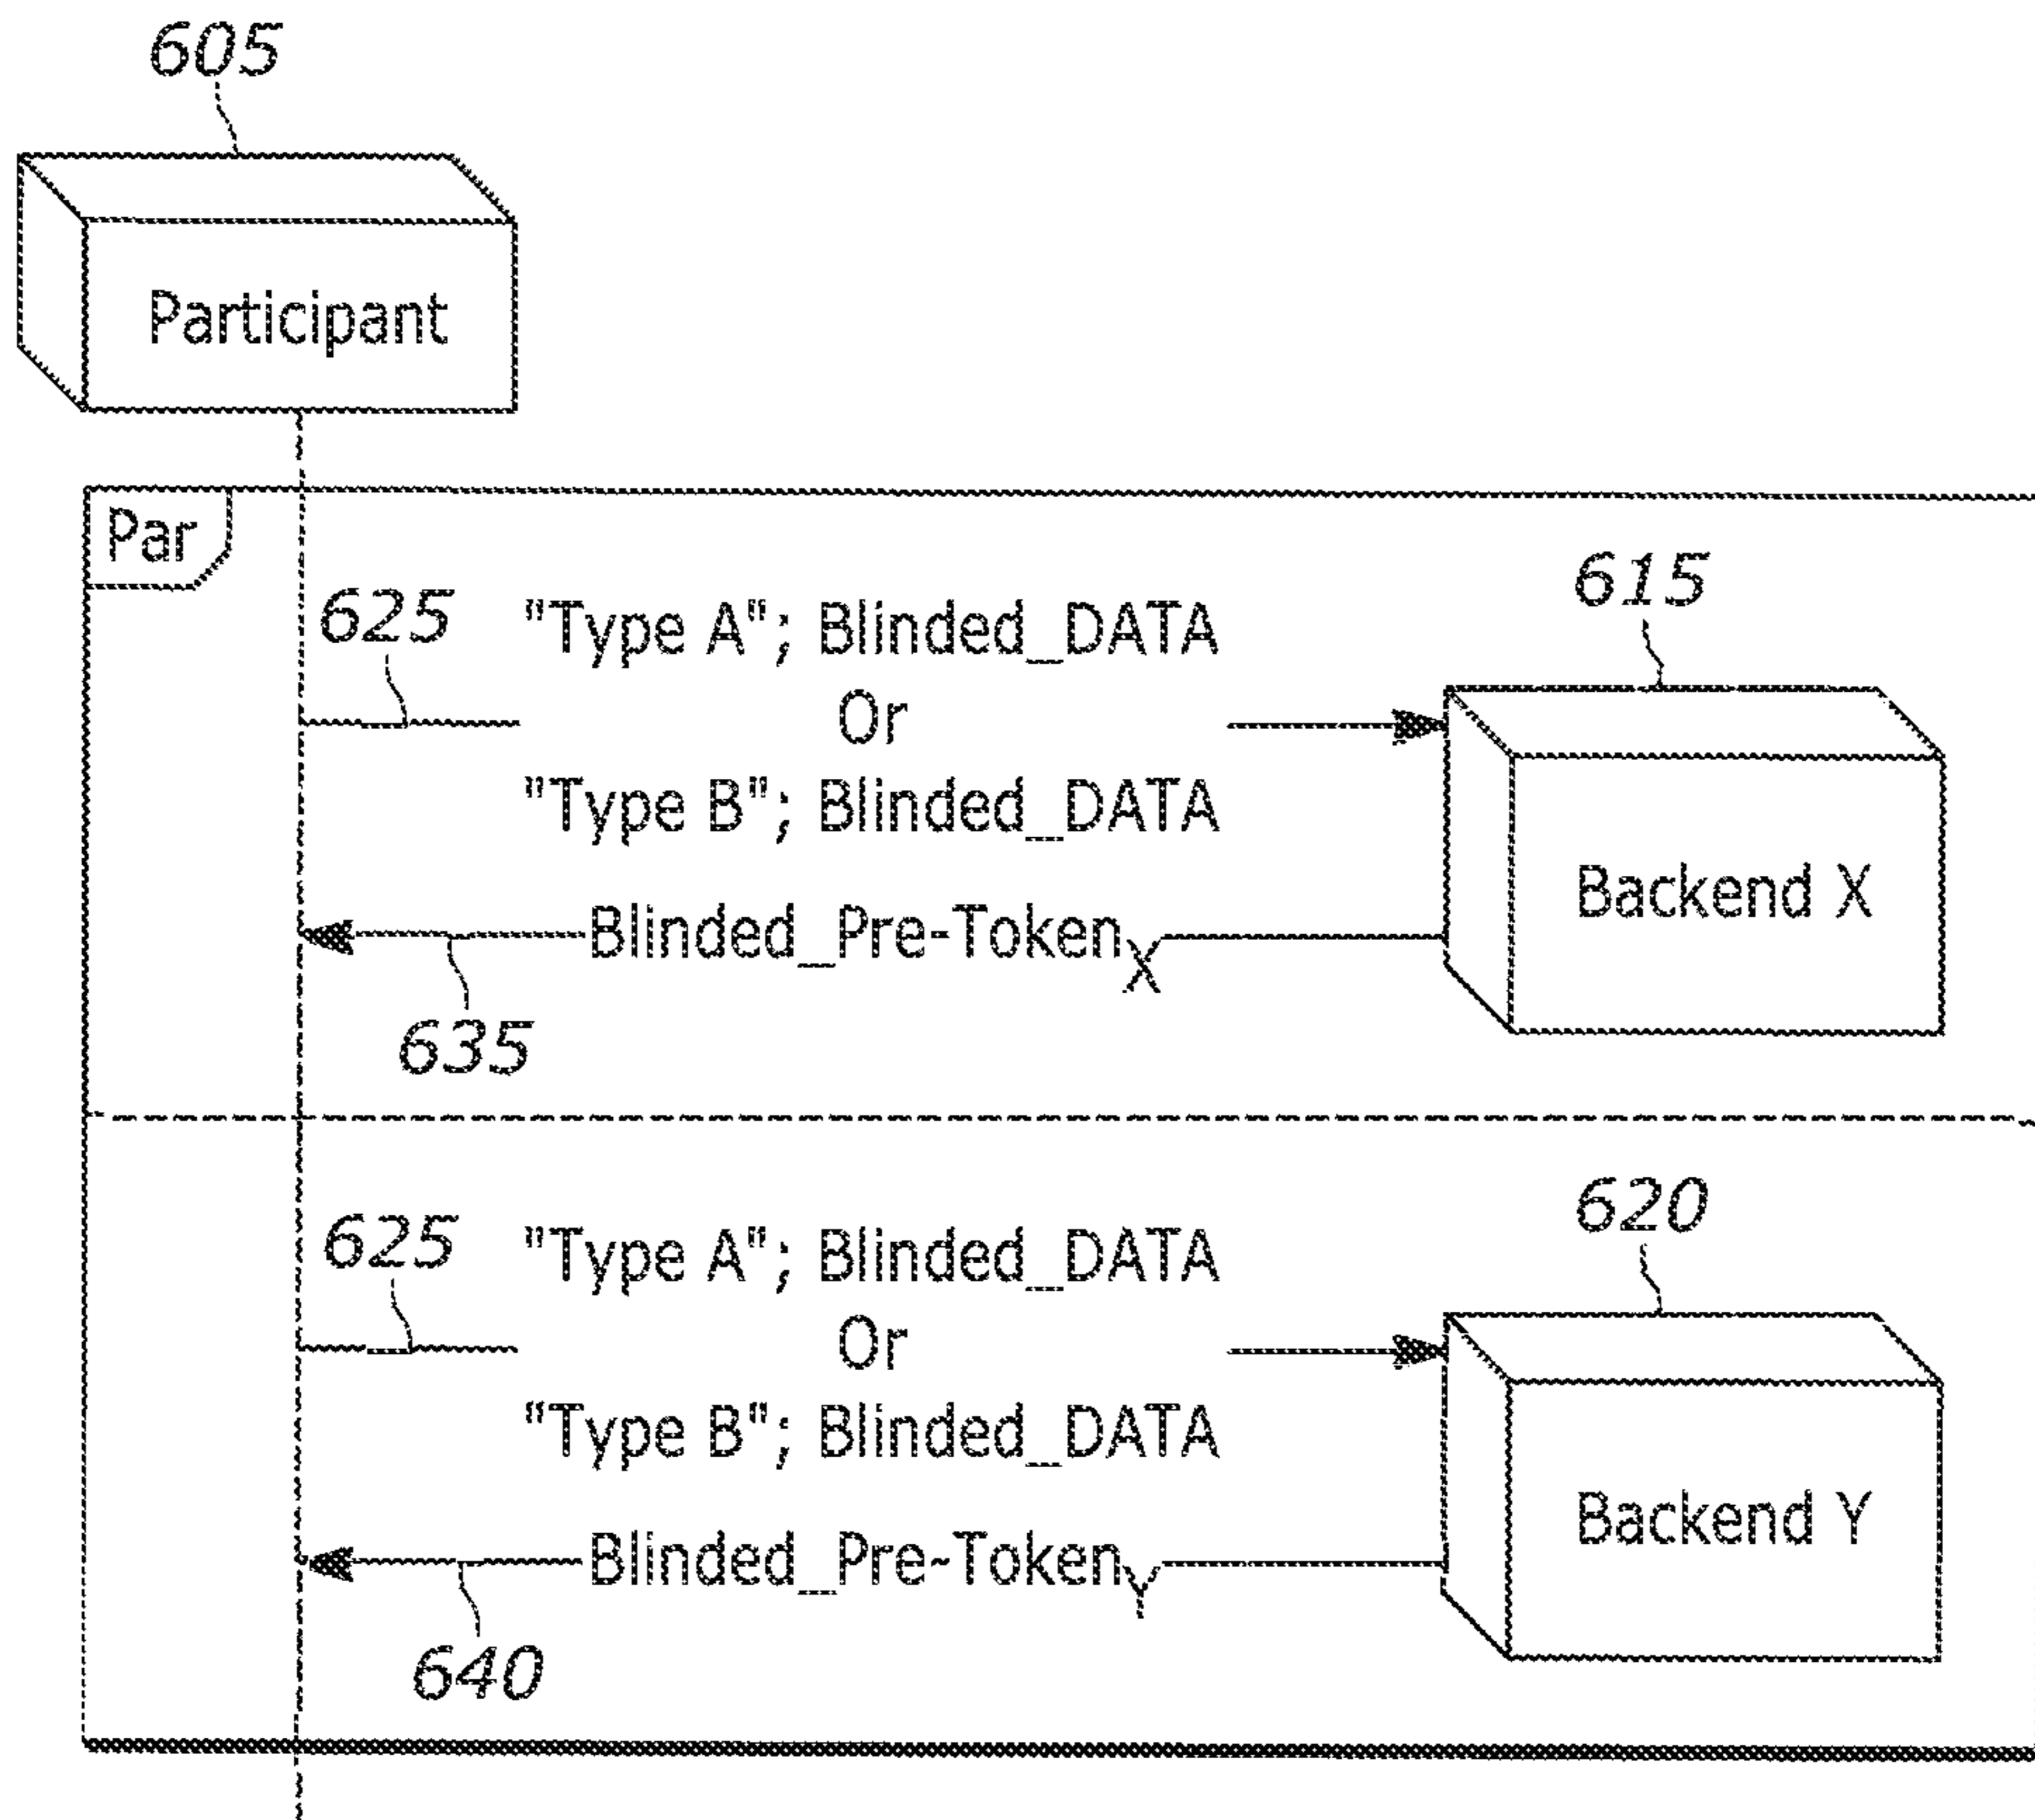 605
Participant
Par
625 "Type A"; Blinded_DATA
615
Or
"Type B"; Blinded_DATA
Backend X
Blinded_Pre-TokenX
635
625 "Type A"; Blinded_DATA
620
Or
"Type B"; Blinded_DATA
Backend Y
Blinded_Pre-TokenY
640